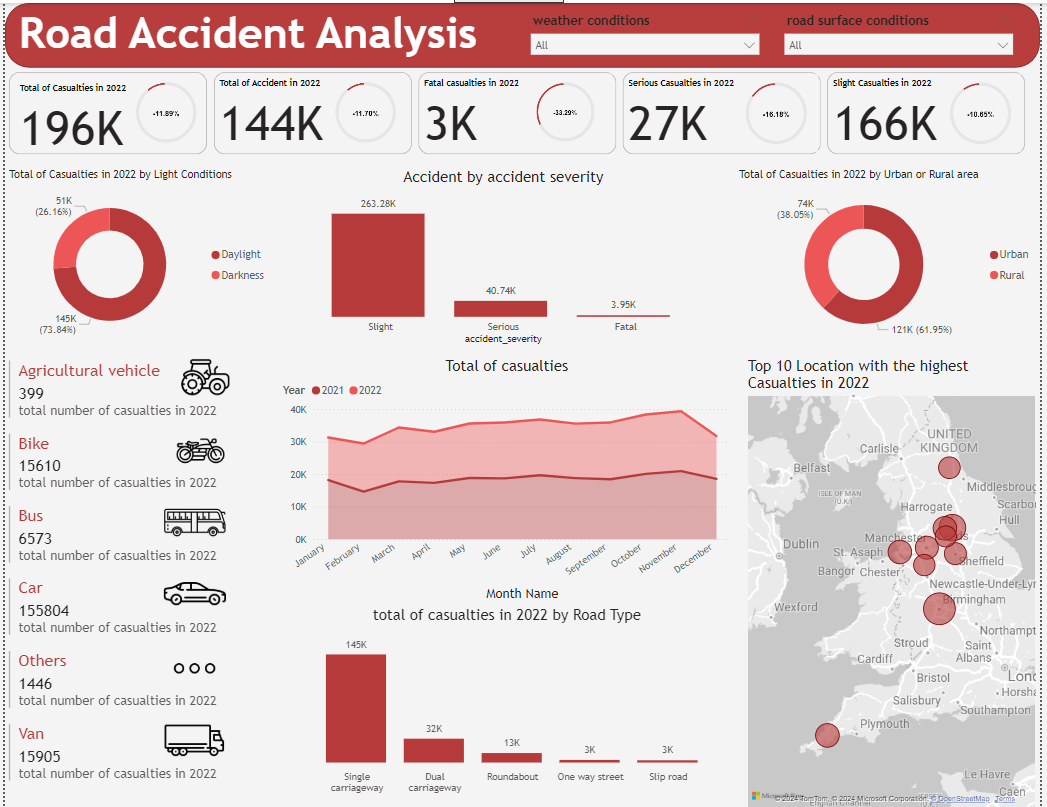 Road Accident Analysis
weather conditions
All
road surface conditions
All
Total of Casualties in 2022
196K
-11.89%
Total of Accident in 2022
144K
-11.70%
Fatal casualties in 2022
3K
-33.29%
Serious Casualties in 2022
27K
-16.18%
Slight Casualties in 2022
166K
-10.65%
Total of Casualties in 2022 by Light Conditions
51K
(26.16%)
145K
(73.84%)
Daylight
Darkness
Accident by accident severity
263.28K
40.74K
3.95K
Slight
Serious
Fatal
accident_severity
Total of Casualties in 2022 by Urban or Rural area
74K
(38.05%)
121K (61.95%)
Urban
Rural
Agricultural vehicle
399
total number of casualties in 2022
Bike
15610
total number of casualties in 2022
Bus
6573
total number of casualties in 2022
Car
155804
total number of casualties in 2022
Others
1446
total number of casualties in 2022
Van
15905
total number of casualties in 2022
Total of casualties
Year 2021 2022
40K
30K
20K
10K
0K
January
February
March
April
May
June
July
August
September
October
November
December
Month Name
total of casualties in 2022 by Road Type
145K
32K
13K
3K
3K
Single
carriageway
Dual
carriageway
Roundabout
One way street
Slip road
Top 10 Location with the highest
Casualties in 2022
UNITED
KINGDOM
Carlisle
Belfast
Middlesbroug
ISLE OF MAN
(U.K.)
Scarbor
Harrogate
Hull
Manchester
Dublin
St. Asaph
Sheffield
Bangor
Chester
Newcastle-Under-Lyr
Birmingham
Wexford
Northampt
Stroud
Saint
Albans
Cardiff
Lond
Bristol
Horsha
Salisbury
Southampton
Plymouth
Le Havre
Caen
© 2024 TomTom, © 2024 Microsoft Corporation, © OpenStreetMap Terms
English Channel